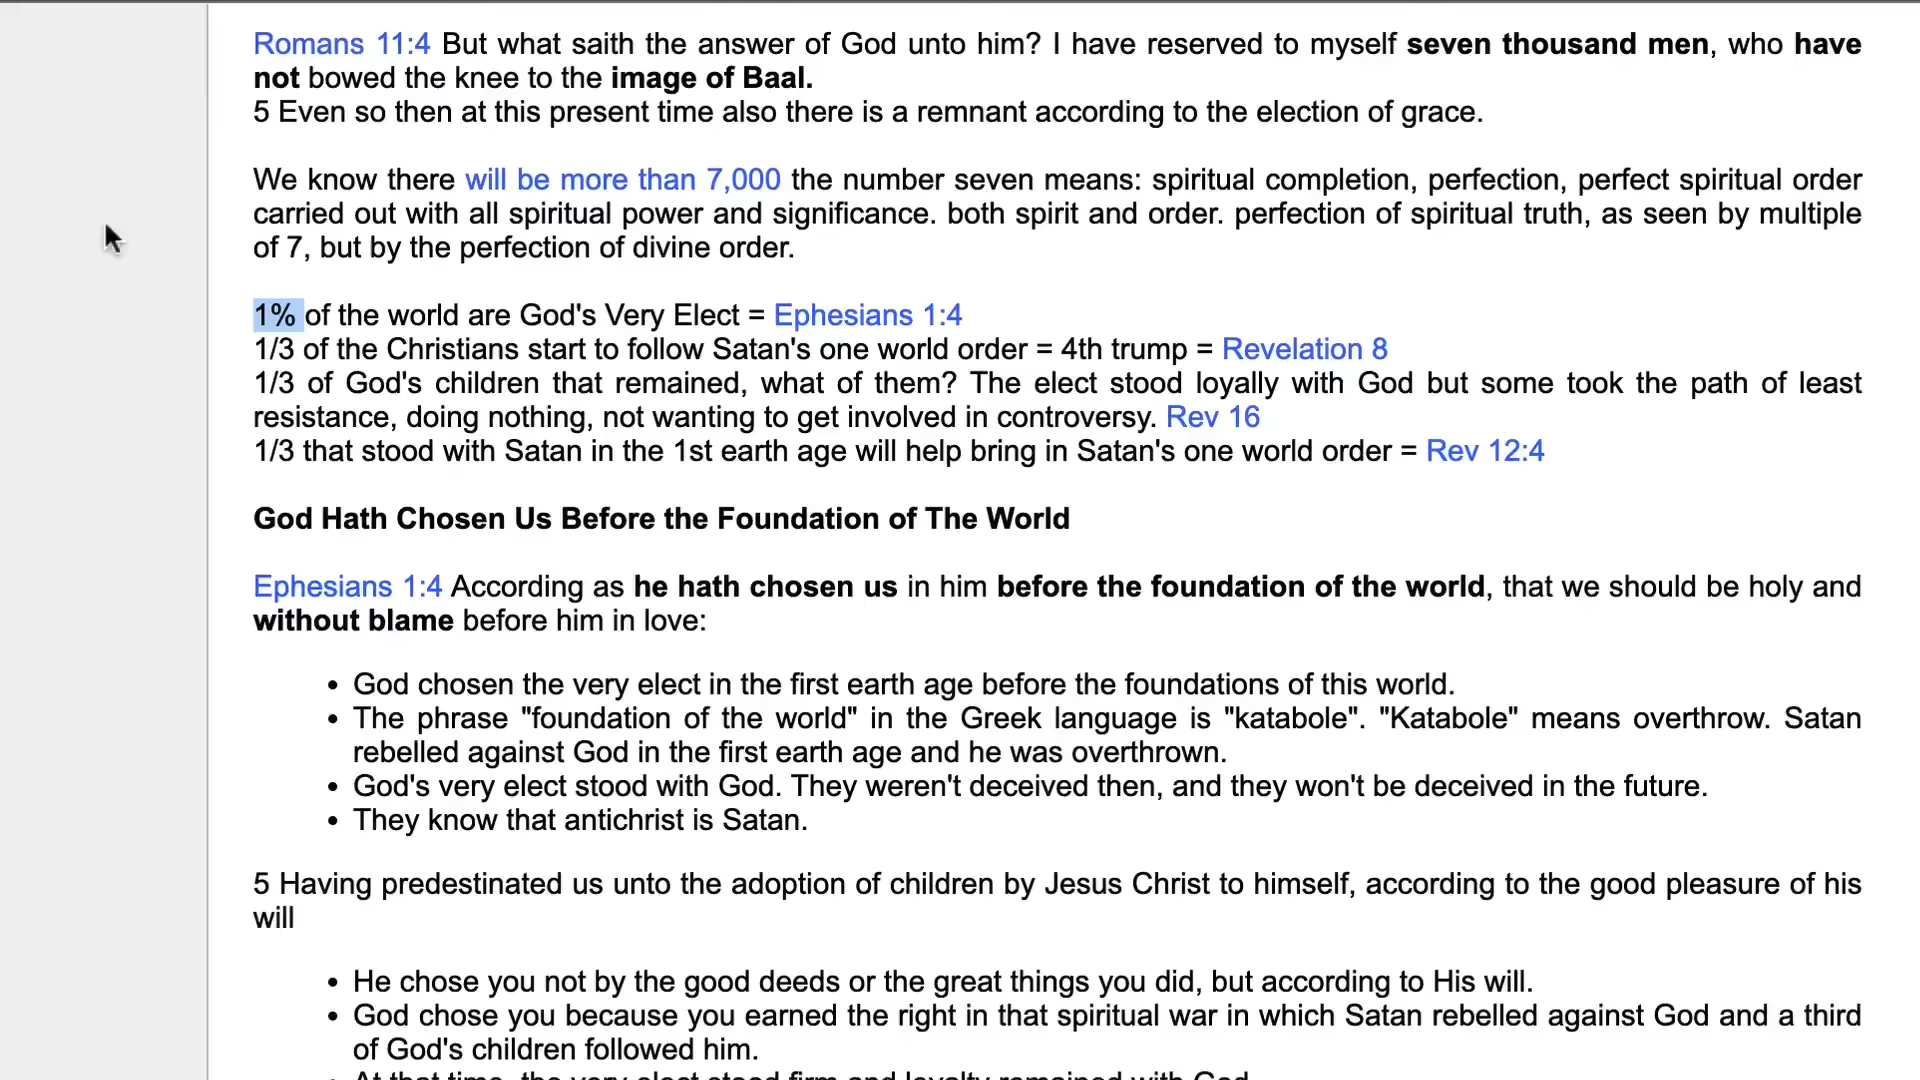 Romans 11:4 But what saith the answer of God unto him? I have reserved to myself seven thousand men, who have
not bowed the knee to the image of Baal.
5 Even so then at this present time also there is a remnant according to the election of grace.
We know there will be more than 7,000 the number seven means: spiritual completion, perfection, perfect spiritual order
carried out with all spiritual power and significance. both spirit and order. perfection of spiritual truth, as seen by multiple
of 7, but by the perfection of divine order.
1% of the world are God's Very Elect = Ephesians 1:4
1/3 of the Christians start to follow Satan's one world order = 4th trump = Revelation 8
1/3 of God's children that remained, what of them? The elect stood loyally with God but some took the path of least
resistance, doing nothing, not wanting to get involved in controversy. Rev 16
1/3 that stood with Satan in the 1st earth age will help bring in Satan's one world order = Rev 12:4
God Hath Chosen Us Before the Foundation of The World
Ephesians 1:4 According as he hath chosen us in him before the foundation of the world, that we should be holy and
without blame before him in love:
• God chosen the very elect in the first earth age before the foundations of this world.
• The phrase "foundation of the world" in the Greek language is "katabole". "Katabole" means overthrow. Satan
rebelled against God in the first earth age and he was overthrown.
• God's very elect stood with God. They weren't deceived then, and they won't be deceived in the future.
• They know that antichrist is Satan.
5 Having predestinated us unto the adoption of children by Jesus Christ to himself, according to the good pleasure of his
will
• He chose you not by the good deeds or the great things you did, but according to His will.
• God chose you because you earned the right in that spiritual war in which Satan rebelled against God and a third
of God's children followed him.
• At that time, the very elect stood firm and loyalty remained with God